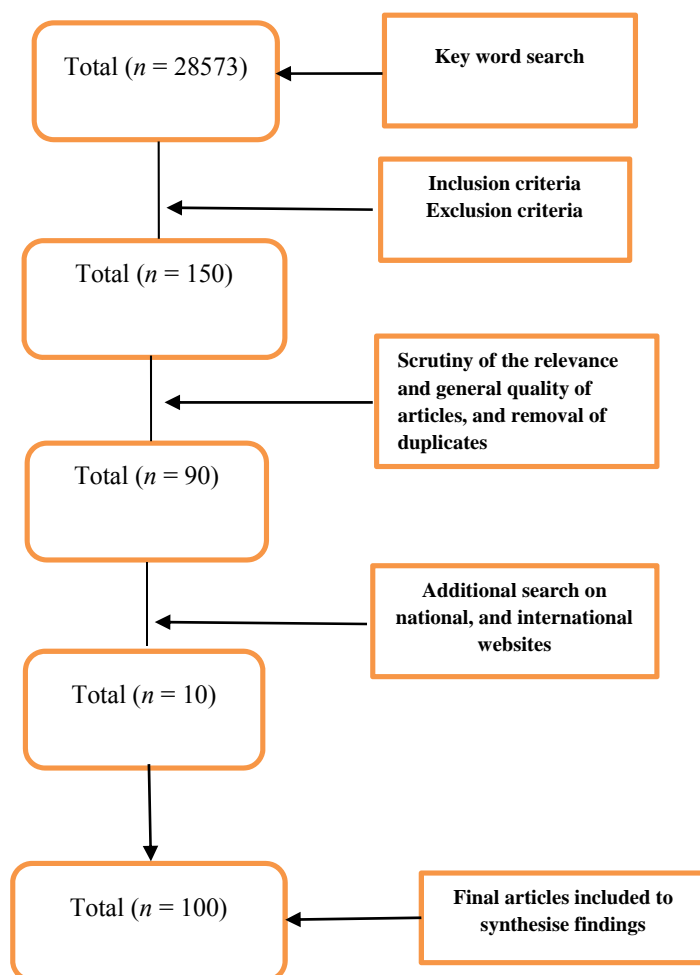 Total (n = 28573)
Key word search
Inclusion criteria
Exclusion criteria
Total (n = 150)
Scrutiny of the relevance
and general quality of
articles, and removal of
duplicates
Total (n = 90)
Additional search on
national, and international
websites
Total (n = 10)
Total (n = 100)
Final articles included to
synthesise findings